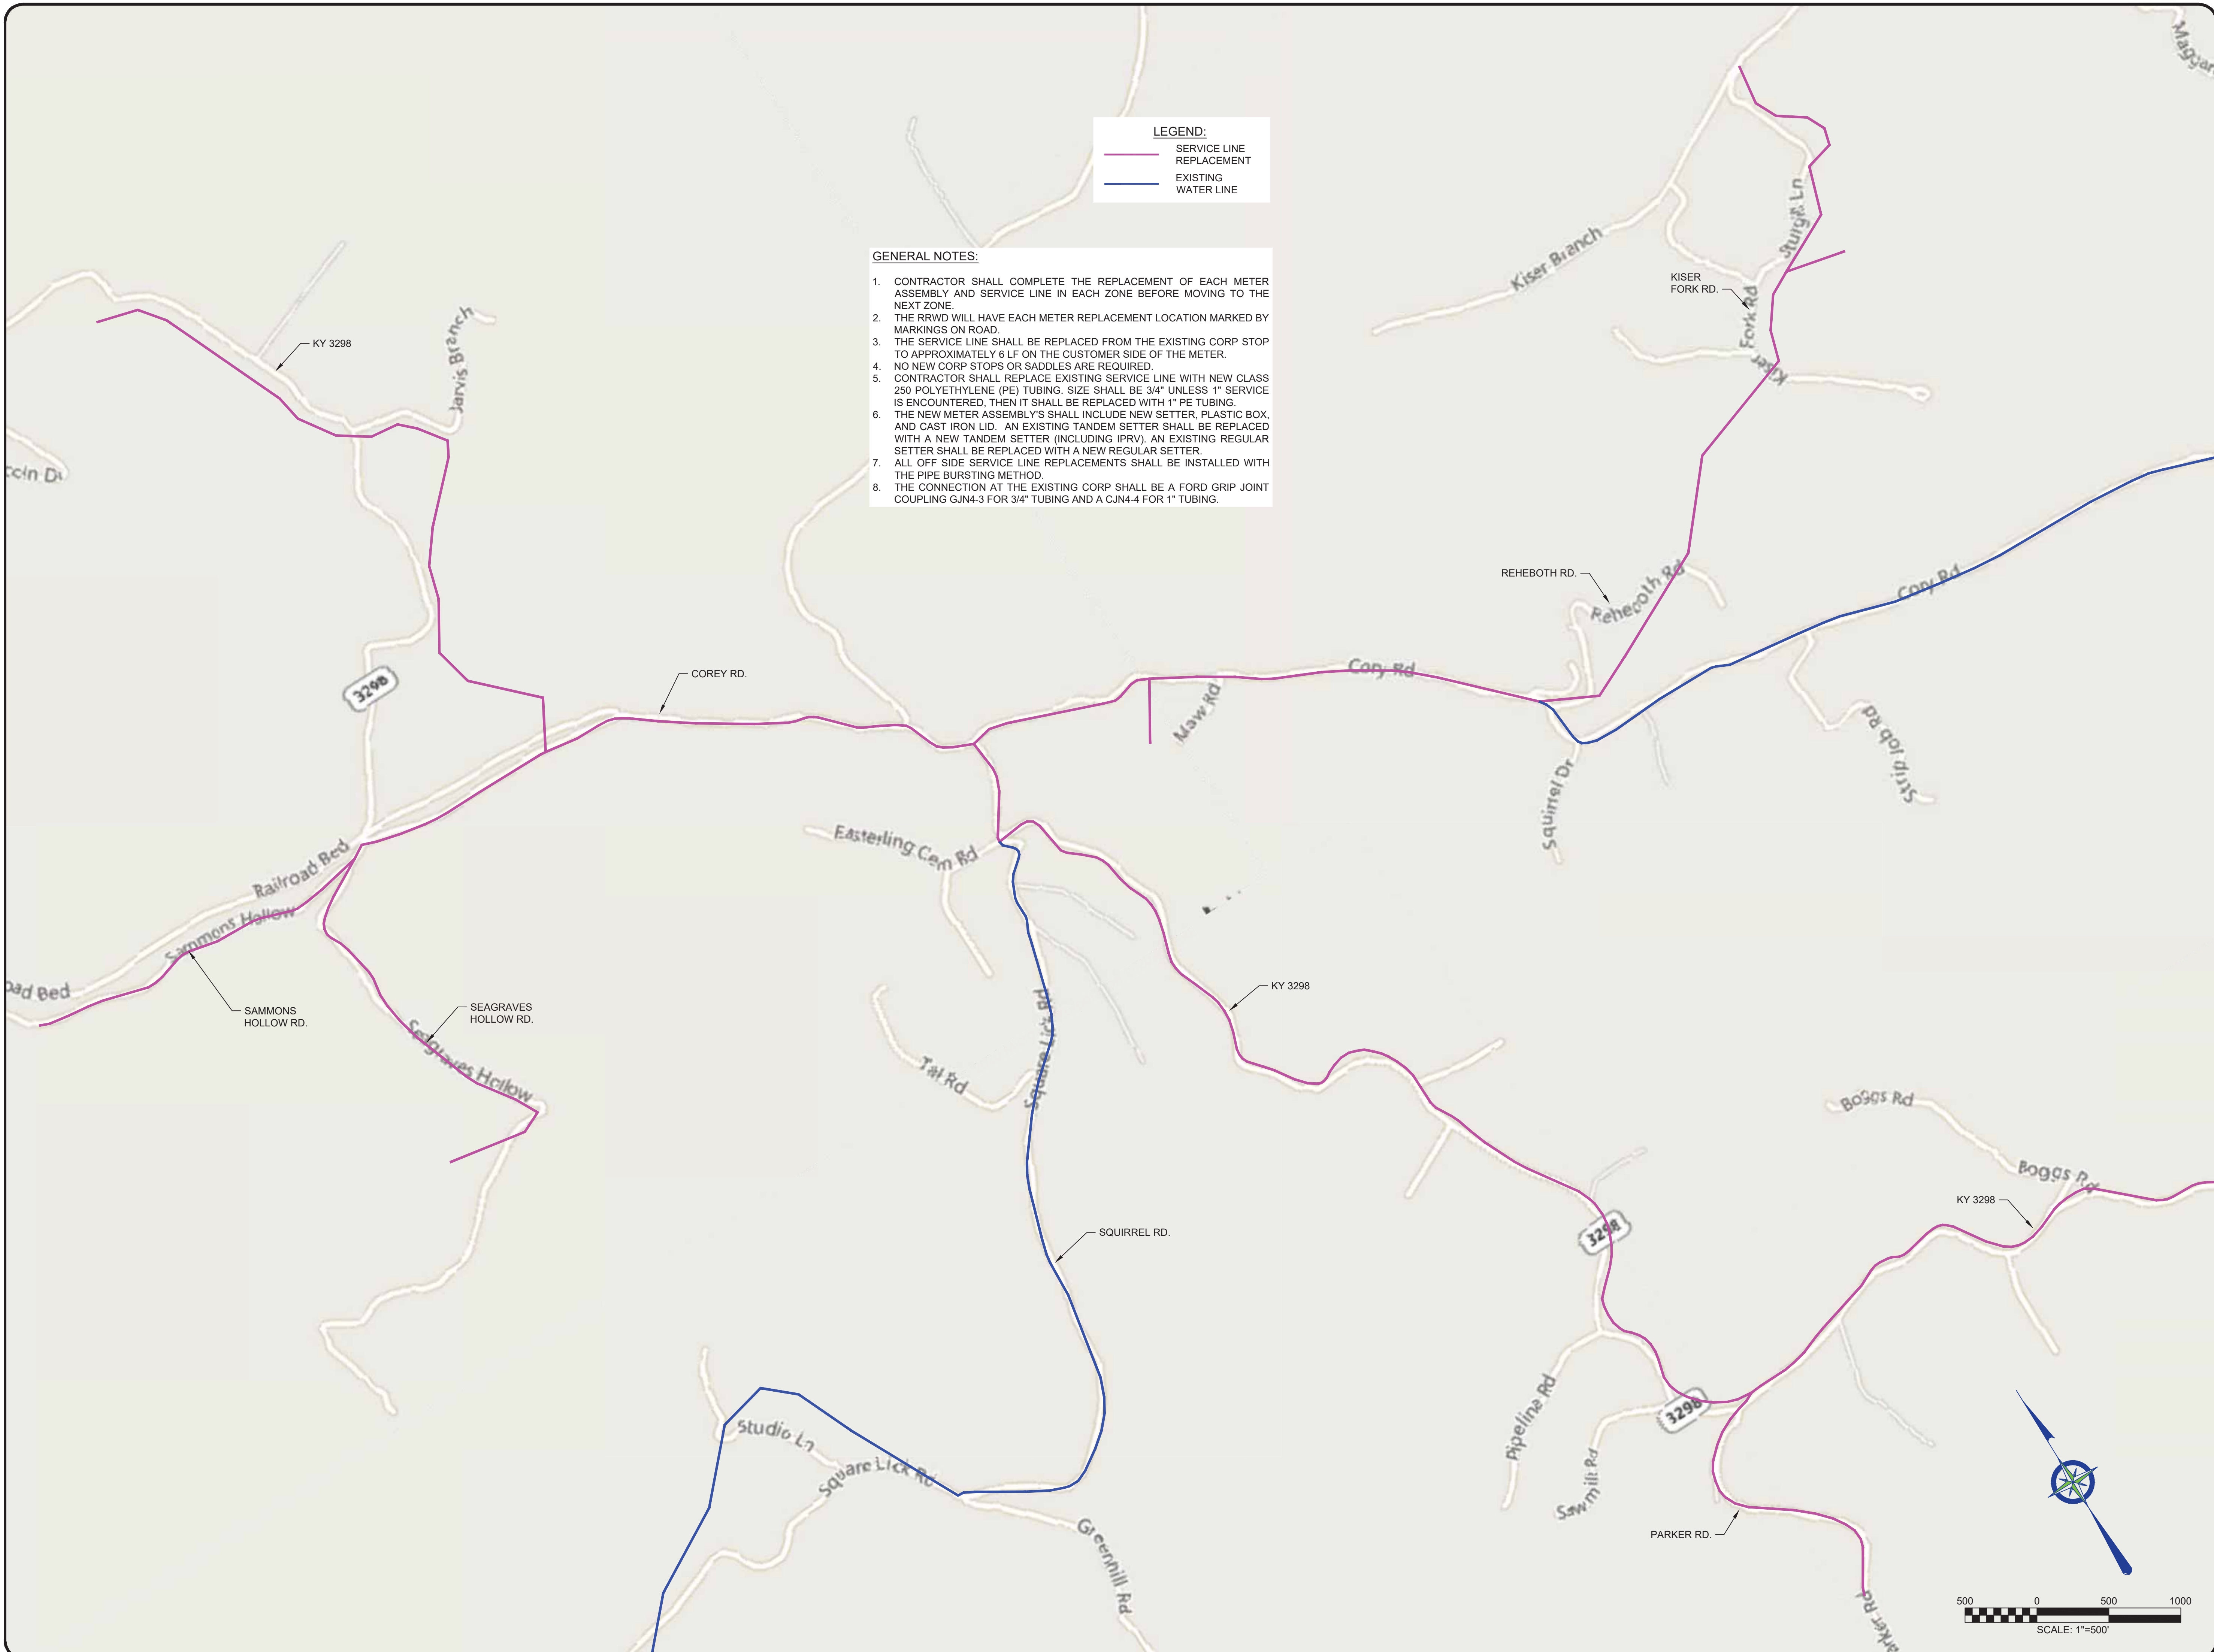 LEGEND:
SERVICE LINE
REPLACEMENT
EXISTING
WATER LINE
GENERAL NOTES:
1. CONTRACTOR SHALL COMPLETE THE REPLACEMENT OF EACH METER
ASSEMBLY AND SERVICE LINE IN EACH ZONE BEFORE MOVING TO THE
NEXT ZONE.
2. THE RRWD WILL HAVE EACH METER REPLACEMENT LOCATION MARKED BY
MARKINGS ON ROAD.
3. THE SERVICE LINE SHALL BE REPLACED FROM THE EXISTING CORP STOP
TO APPROXIMATELY 6 LF ON THE CUSTOMER SIDE OF THE METER.
4. NO NEW CORP STOPS OR SADDLES ARE REQUIRED.
5. CONTRACTOR SHALL REPLACE EXISTING SERVICE LINE WITH NEW CLASS
250 POLYETHYLENE (PE) TUBING. SIZE SHALL BE 3/4" UNLESS 1" SERVICE
IS ENCOUNTERED, THEN IT SHALL BE REPLACED WITH 1" PE TUBING.
6. THE NEW METER ASSEMBLY'S SHALL INCLUDE NEW SETTER, PLASTIC BOX,
AND CAST IRON LID. AN EXISTING TANDEM SETTER SHALL BE REPLACED
WITH A NEW TANDEM SETTER (INCLUDING IPRV). AN EXISTING REGULAR
SETTER SHALL BE REPLACED WITH A NEW REGULAR SETTER.
7. ALL OFF SIDE SERVICE LINE REPLACEMENTS SHALL BE INSTALLED WITH
THE PIPE BURSTING METHOD.
8. THE CONNECTION AT THE EXISTING CORP SHALL BE A FORD GRIP JOINT
COUPLING GJN4-3 FOR 3/4" TUBING AND A CJN4-4 FOR 1" TUBING.
Kiser Branch
Sturgill Ln
KISER
FORK RD.
Kiser
Fork Rd
KY 3298
Jarvis Branch
REHEBOTH RD.
Reheboth Rd
Cory Rd
3298
COREY RD.
Cory Rd
Maw Rd
Strip Job Rd
Squirrel Dr
Easterling Cem Rd
Railroad Bed
Sammons Hollow
oad Bed
SAMMONS
HOLLOW RD.
SEAGRAVES
HOLLOW RD.
Seagraves Hollow
KY 3298
Tal Rd
Square Lick Rd
Boggs Rd
Boggs Rd
KY 3298
SQUIRREL RD.
3298
3298
Pipeline Rd
Sawmill Rd
Studio Ln
Square Lick Rd
Greenhill Rd
PARKER RD.
arker Rd
500 0 500 1000
SCALE: 1"=500'